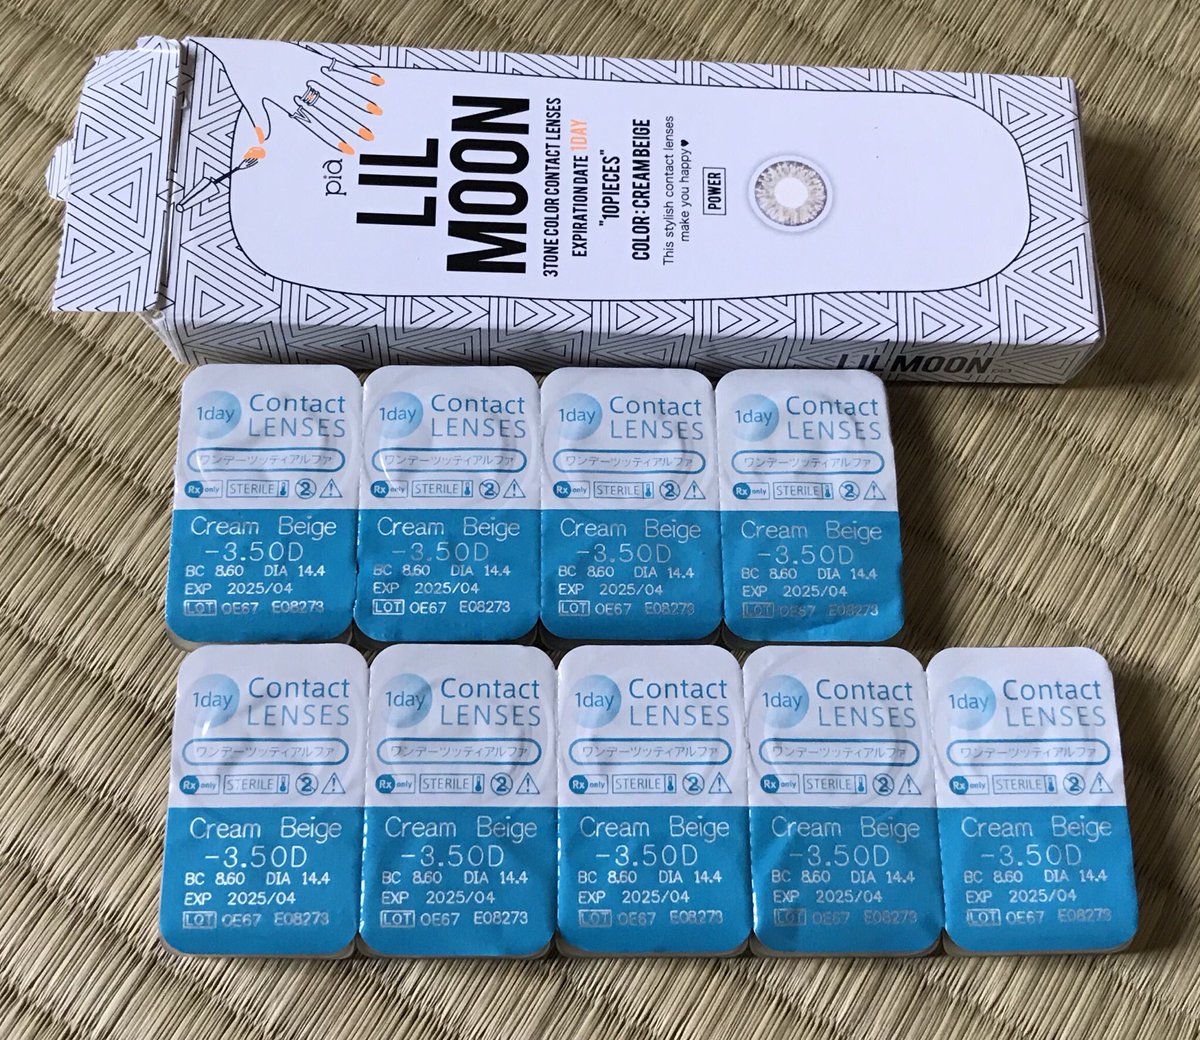 pia
LIL
MOON
3TONE COLOR CONTACT LENSES
EXPIRATION DATE 1DAY
"10PIECES"
COLOR : CREAM BEIGE
This stylish contact lenses
make you happy♥
POWER
LIL MOON
1day Contact LENSES
ワンデーツッティアルファ
Rx only STERILE 2
Cream Beige
-3.50D
BC 8.60 DIA 14.4
EXP 2025/04
LOT OE67 E08273
1day Contact LENSES
ワンデーツッティアルファ
Rx only STERILE 2
Cream Beige
-3.50D
BC 8.60 DIA 14.4
EXP 2025/04
LOT OE67 E08273
1day Contact LENSES
ワンデーツッティアルファ
Rx only STERILE 2
Cream Beige
-3.50D
BC 8.60 DIA 14.4
EXP 2025/04
LOT OE67 E08273
1day Contact LENSES
ワンデーツッティアルファ
Rx only STERILE 2
Cream Beige
-3.50D
BC 8.60 DIA 14.4
EXP 2025/04
LOT OE67 E08273
1day Contact LENSES
ワンデーツッティアルファ
Rx only STERILE 2
Cream Beige
-3.50D
BC 8.60 DIA 14.4
EXP 2025/04
LOT OE67 E08273
1day Contact LENSES
ワンデーツッティアルファ
Rx only STERILE 2
Cream Beige
-3.50D
BC 8.60 DIA 14.4
EXP 2025/04
LOT OE67 E08273
1day Contact LENSES
ワンデーツッティアルファ
Rx only STERILE 2
Cream Beige
-3.50D
BC 8.60 DIA 14.4
EXP 2025/04
LOT OE67 E08273
1day Contact LENSES
ワンデーツッティアルファ
Rx only STERILE 2
Cream Beige
-3.50D
BC 8.60 DIA 14.4
EXP 2025/04
LOT OE67 E08273
1day Contact LENSES
ワンデーツッティアルファ
Rx only STERILE 2
Cream Beige
-3.50D
BC 8.60 DIA 14.4
EXP 2025/04
LOT OE67 E08273